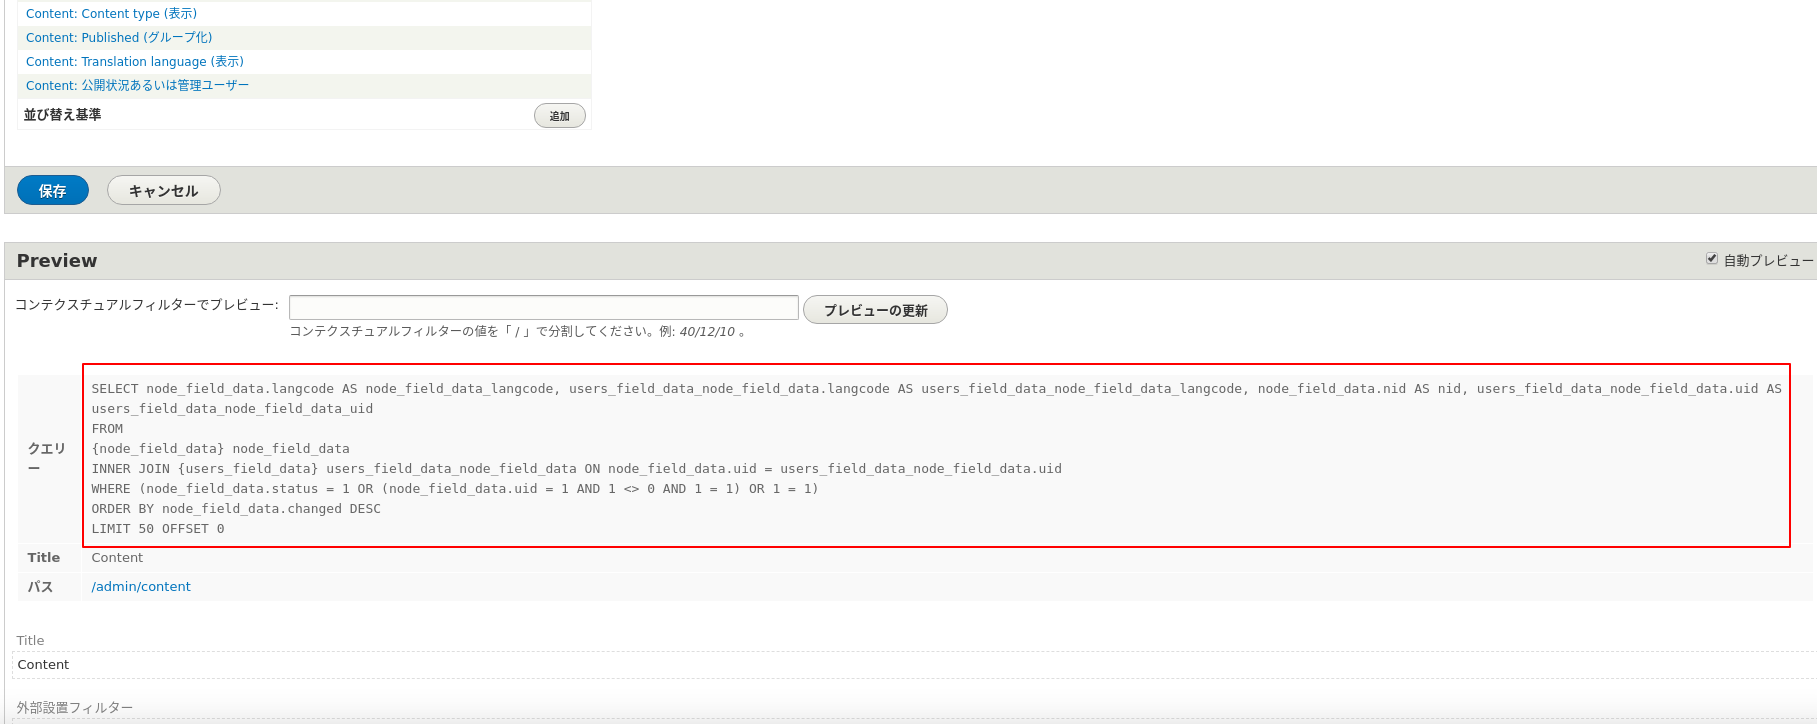 Content: Content type (表示)
Content: Published (グループ化)
Content: Translation language (表示)
Content: 公開状況あるいは管理ユーザー
並び替え基準
追加
保存
キャンセル
Preview
自動プレビュー
コンテクスチュアルフィルターでプレビュー:
プレビューの更新
コンテクスチュアルフィルターの値を「 / 」で分割してください。例: 40/12/10 。
クエリー
SELECT node_field_data.langcode AS node_field_data_langcode, users_field_data_node_field_data.langcode AS users_field_data_node_field_data_langcode, node_field_data.nid AS nid, users_field_data_node_field_data.uid AS
users_field_data_node_field_data_uid
FROM
{node_field_data} node_field_data
INNER JOIN {users_field_data} users_field_data_node_field_data ON node_field_data.uid = users_field_data_node_field_data.uid
WHERE (node_field_data.status = 1 OR (node_field_data.uid = 1 AND 1 <> 0 AND 1 = 1) OR 1 = 1)
ORDER BY node_field_data.changed DESC
LIMIT 50 OFFSET 0
Title
Content
パス
/admin/content
Title
Content
外部設置フィルター